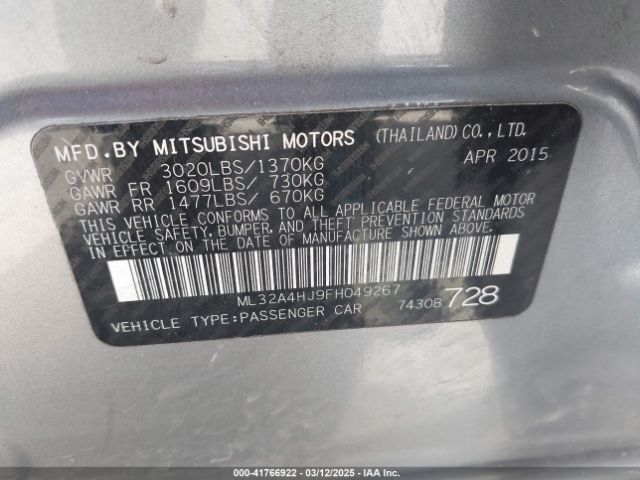 MFD.BY MITSUBISHI MOTORS (THAILAND)CO.,LTD.
GVWR 3020LBS/1370KG APR 2015
GAWR FR 1609LBS/ 730KG
GAWR RR 1477LBS/ 670KG
THIS VEHICLE CONFORMS TO ALL APPLICABLE FEDERAL MOTOR
VEHICLE SAFETY, BUMPER, AND THEFT PREVENTION STANDARDS
IN EFFECT ON THE DATE OF MANUFACTURE SHOWN ABOVE.
ML32A4HJ9FH049267
VEHICLE TYPE:PASSENGER CAR 7430B 728
000-41766922 / 03/12/2025 - IAA, Inc.